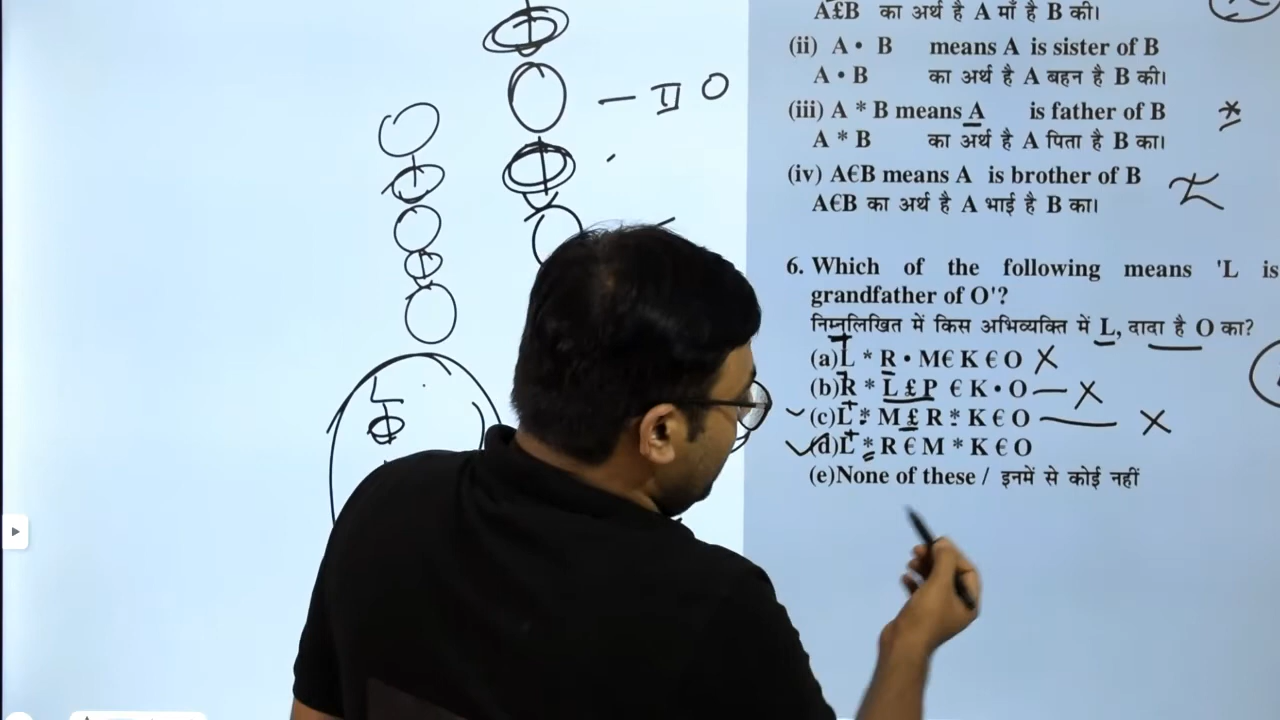 A£B का अर्थ है A माँ है B की।
(ii) A • B means A is sister of B
A • B का अर्थ है A बहन है B की।
(iii) A * B means A is father of B
A * B का अर्थ है A पिता है B का।
(iv) A€B means A is brother of B
A€B का अर्थ है A भाई है B का।
- II O
6. Which of the following means 'L is
grandfather of O'?
निम्नलिखित में किस अभिव्यक्ति में L, दादा है O का?
(a)L * R • M€ K € O X
(b)R * L £ P € K • O — X
(c)L * M £ R * K € O — X
(d)L * R € M * K € O
(e)None of these / इनमें से कोई नहीं
L